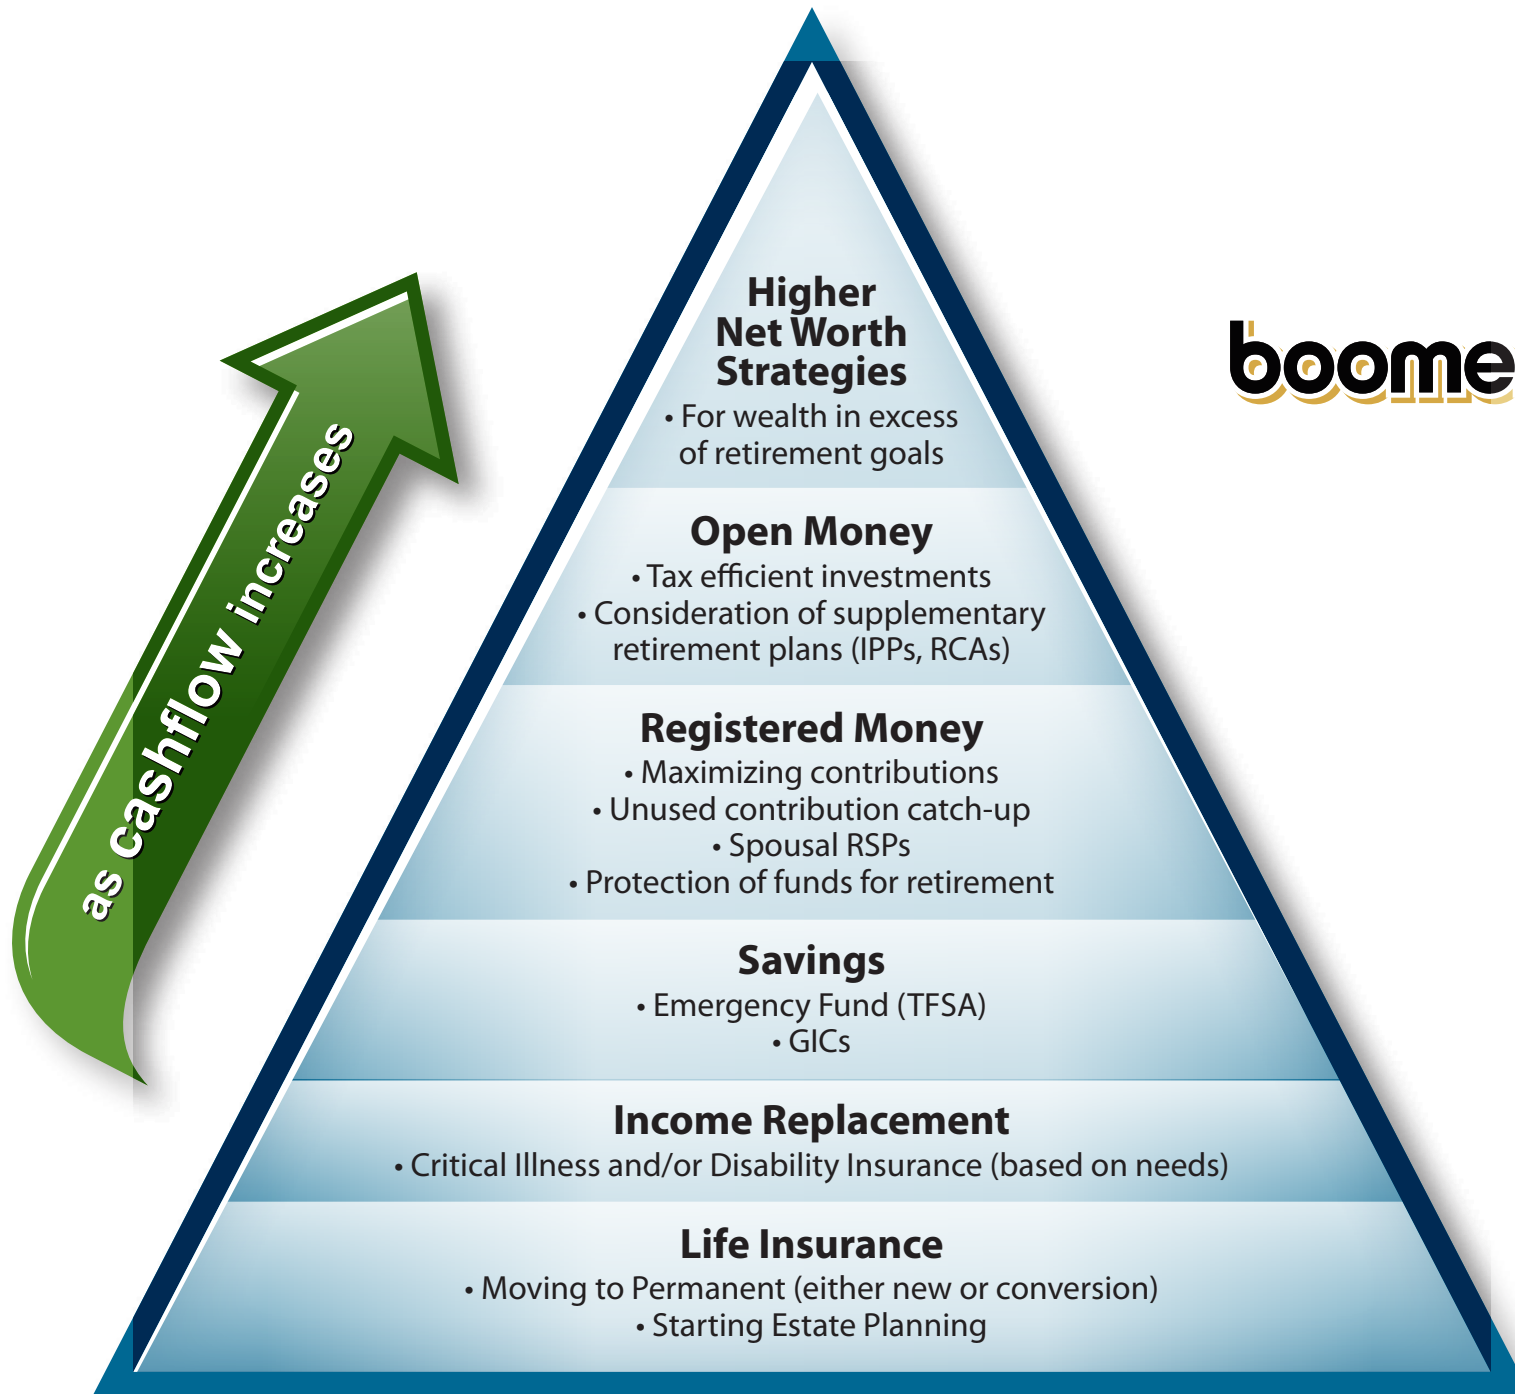 Higher
Net Worth
Strategies
• For wealth in excess
of retirement goals
Open Money
• Tax efficient investments
• Consideration of supplementary
retirement plans (IPPs, RCAs)
Registered Money
• Maximizing contributions
• Unused contribution catch-up
• Spousal RSPs
• Protection of funds for retirement
Savings
• Emergency Fund (TFSA)
• GICs
Income Replacement
• Critical Illness and/or Disability Insurance (based on needs)
Life Insurance
• Moving to Permanent (either new or conversion)
• Starting Estate Planning
as cashflow increases
boome